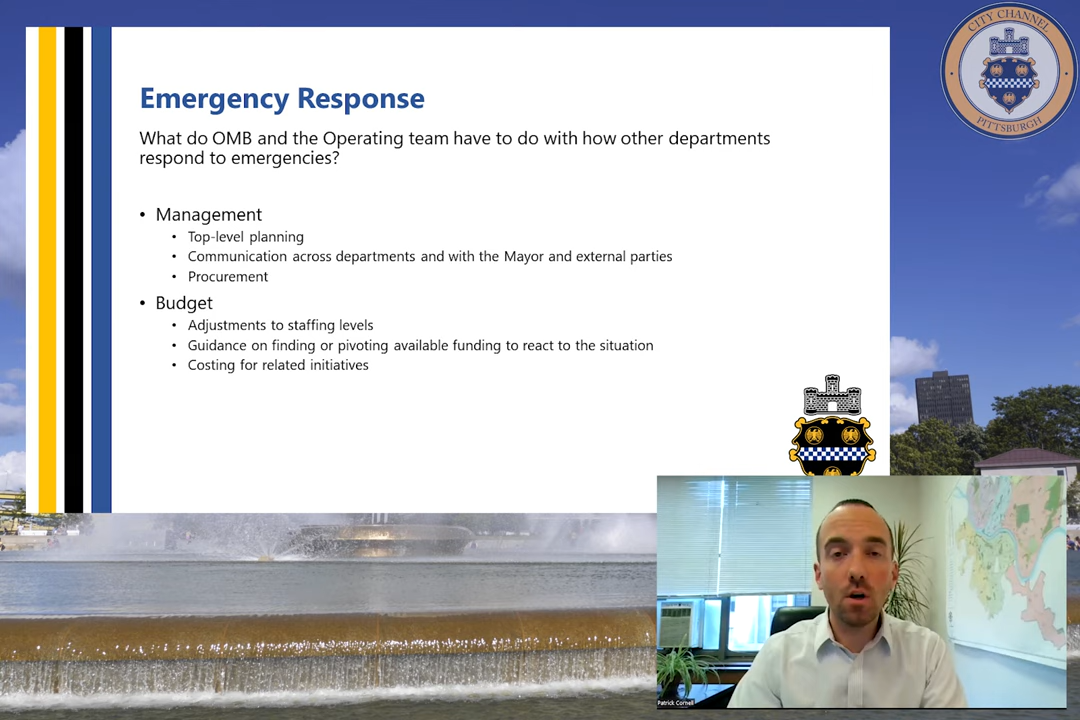 Emergency Response
What do OMB and the Operating team have to do with how other departments
respond to emergencies?
• Management
• Top-level planning
• Communication across departments and with the Mayor and external parties
• Procurement
• Budget
• Adjustments to staffing levels
• Guidance on finding or pivoting available funding to react to the situation
• Costing for related initiatives
CITY CHANNEL
PITTSBURGH
Patrick Cornell